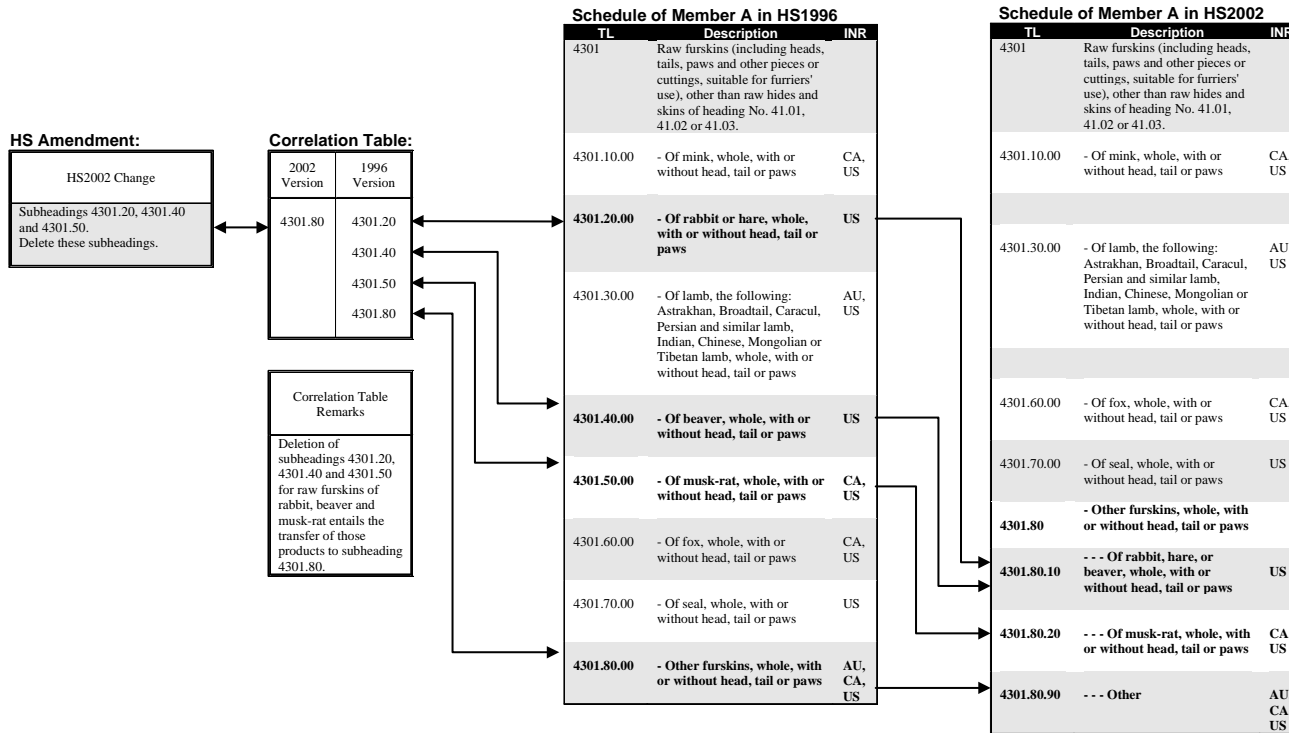 HS Amendment:
HS2002 Change
Subheadings 4301.20, 4301.40
and 4301.50.
Delete these subheadings.
Correlation Table:
2002 1996
Version Version
4301.80 4301.20
4301.40
4301.50
4301.80
Correlation Table
Remarks
Deletion of
subheadings 4301.20,
4301.40 and 4301.50
for raw furskins of
rabbit, beaver and
musk-rat entails the
transfer of those
products to subheading
4301.80.
Schedule of Member A in HS1996
TL Description INR
4301 Raw furskins (including heads,
tails, paws and other pieces or
cuttings, suitable for furriers'
use), other than raw hides and
skins of heading No. 41.01,
41.02 or 41.03.
4301.10.00 - Of mink, whole, with or CA,
without head, tail or paws US
4301.20.00 - Of rabbit or hare, whole, US
with or without head, tail or
paws
4301.30.00 - Of lamb, the following: AU,
Astrakhan, Broadtail, Caracul, US
Persian and similar lamb,
Indian, Chinese, Mongolian or
Tibetan lamb, whole, with or
without head, tail or paws
4301.40.00 - Of beaver, whole, with or US
without head, tail or paws
4301.50.00 - Of musk-rat, whole, with or CA,
without head, tail or paws US
4301.60.00 - Of fox, whole, with or CA,
without head, tail or paws US
4301.70.00 - Of seal, whole, with or US
without head, tail or paws
4301.80.00 - Other furskins, whole, with AU,
or without head, tail or paws CA,
US
Schedule of Member A in HS2002
TL Description INR
4301 Raw furskins (including heads,
tails, paws and other pieces or
cuttings, suitable for furriers'
use), other than raw hides and
skins of heading No. 41.01,
41.02 or 41.03.
4301.10.00 - Of mink, whole, with or CA,
without head, tail or paws US
4301.30.00 - Of lamb, the following: AU
Astrakhan, Broadtail, Caracul, US
Persian and similar lamb,
Indian, Chinese, Mongolian or
Tibetan lamb, whole, with or
without head, tail or paws
4301.60.00 - Of fox, whole, with or CA,
without head, tail or paws US
4301.70.00 - Of seal, whole, with or US
without head, tail or paws
- Other furskins, whole, with
4301.80 or without head, tail or paws
- - - Of rabbit, hare, or
4301.80.10 beaver, whole, with or US
without head, tail or paws
4301.80.20 - - - Of musk-rat, whole, with CA
or without head, tail or paws US
4301.80.90 - - - Other AU
CA
US